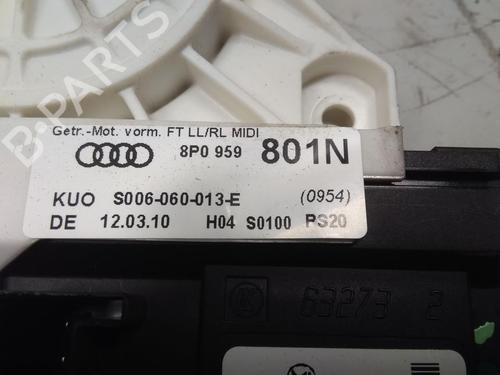 Getr.-Mot. vorm. FT LL/RL MIDI
8P0 959 801N
KUO S006-060-013-E (0954)
DE 12.03.10 H04 S0100 PS20
63273 2
B-PARTS